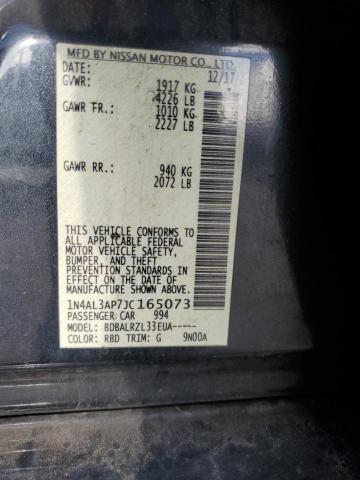 MFD BY NISSAN MOTOR CO., LTD.
DATE: 12/17
GVWR: 1917 KG
4226 LB
GAWR FR.: 1010 KG
2227 LB
GAWR RR.: 940 KG
2072 LB
THIS VEHICLE CONFORMS TO
ALL APPLICABLE FEDERAL
MOTOR VEHICLE SAFETY,
BUMPER, AND THEFT
PREVENTION STANDARDS IN
EFFECT ON THE DATE OF
MANUFACTURE SHOWN ABOVE.
1N4AL3AP7JC165073
PASSENGER CAR 994
MODEL: BDBALRZL33EUA-----
COLOR: RBD TRIM: G 9N00A